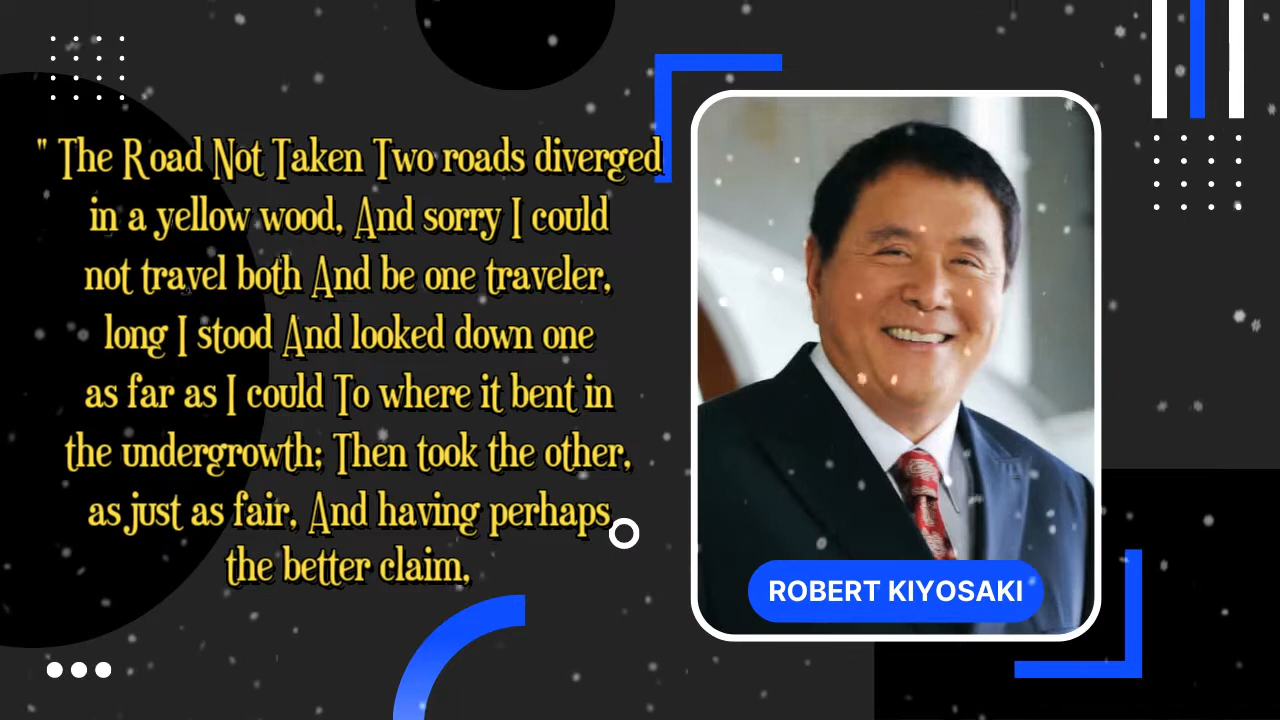 " The Road Not Taken Two roads diverged
in a yellow wood, And sorry I could
not travel both And be one traveler,
long I stood And looked down one
as far as I could To where it bent in
the undergrowth; Then took the other,
as just as fair, And having perhaps
the better claim,
ROBERT KIYOSAKI